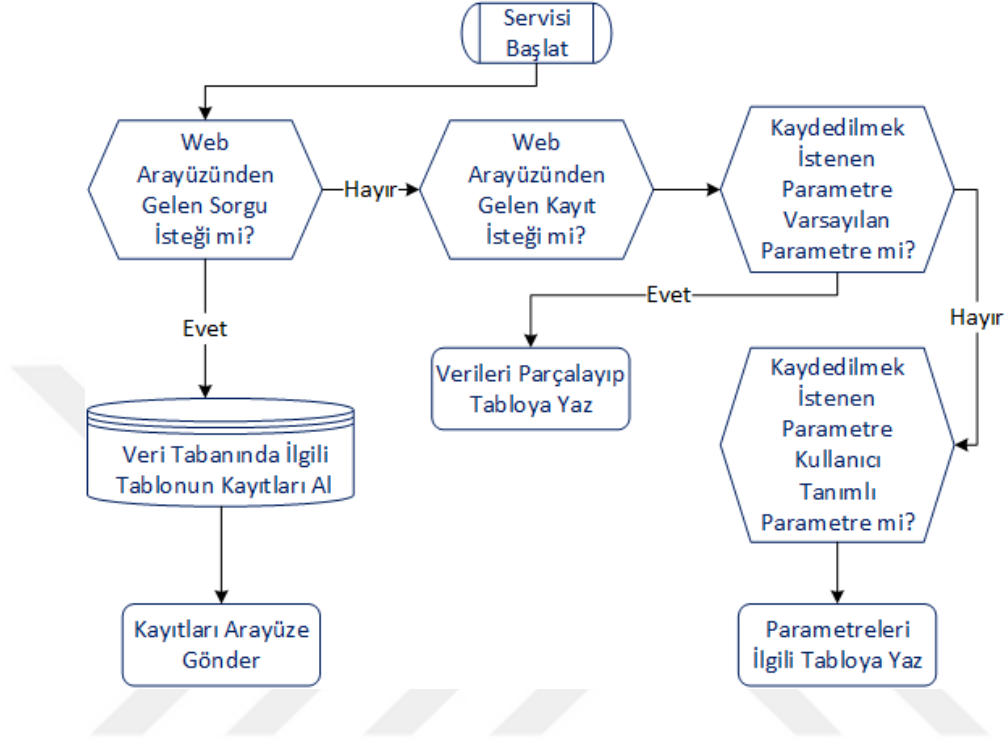 Servisi
Başlat
Web
Arayüzünden
Gelen Sorgu
İsteği mi?
Hayır
Web
Arayüzünden
Gelen Kayıt
İsteği mi?
Kaydedilmek
İstenen
Parametre
Varsayılan
Parametre mi?
Evet
Evet
Hayır
Verileri Parçalayıp
Tabloya Yaz
Kaydedilmek
İstenen
Parametre
Kullanıcı
Tanımlı
Parametre mi?
Veri Tabanında İlgili
Tablonun Kayıtları Al
Kayıtları Arayüze
Gönder
Parametreleri
İlgili Tabloya Yaz